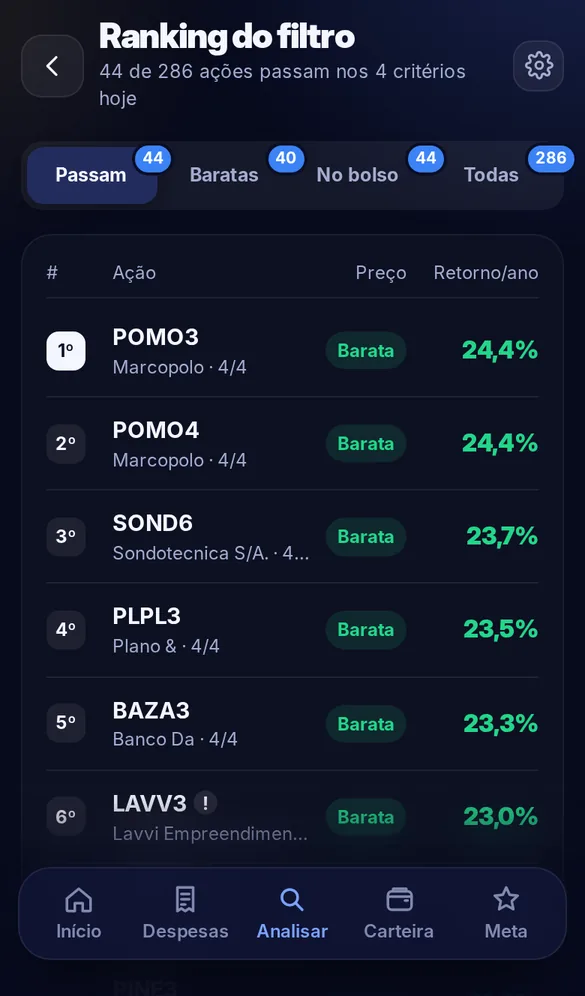 Ranking do filtro
44 de 286 ações passam nos 4 critérios
hoje
Passam 44
Baratas 40
No bolso 44
Todas 286
# Ação Preço Retorno/ano
1º POMO3 Barata 24,4%
Marcopolo · 4/4
2º POMO4 Barata 24,4%
Marcopolo · 4/4
3º SOND6 Barata 23,7%
Sondotecnica S/A. · 4...
4º PLPL3 Barata 23,5%
Plano & · 4/4
5º BAZA3 Barata 23,3%
Banco Da · 4/4
6º LAVV3 ! Barata 23,0%
Lavvi Empreendimen...
Início Despesas Analisar Carteira Meta
PINE3